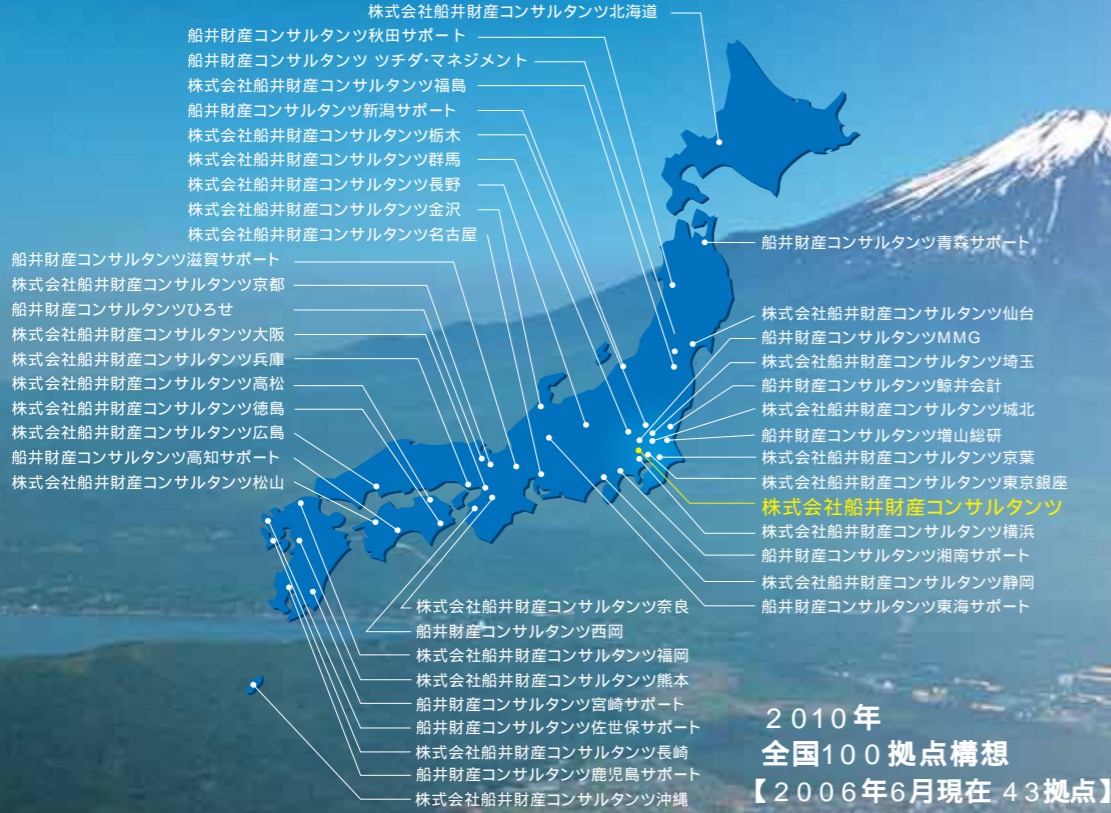 株式会社船井財産コンサルタンツ北海道
船井財産コンサルタンツ秋田サポート
船井財産コンサルタンツ ツチダ・マネジメント
株式会社船井財産コンサルタンツ福島
船井財産コンサルタンツ新潟サポート
株式会社船井財産コンサルタンツ栃木
株式会社船井財産コンサルタンツ群馬
株式会社船井財産コンサルタンツ長野
株式会社船井財産コンサルタンツ金沢
株式会社船井財産コンサルタンツ名古屋
船井財産コンサルタンツ滋賀サポート
株式会社船井財産コンサルタンツ京都
船井財産コンサルタンツひろせ
株式会社船井財産コンサルタンツ大阪
株式会社船井財産コンサルタンツ兵庫
株式会社船井財産コンサルタンツ高松
株式会社船井財産コンサルタンツ徳島
株式会社船井財産コンサルタンツ広島
船井財産コンサルタンツ高知サポート
株式会社船井財産コンサルタンツ松山
船井財産コンサルタンツ青森サポート
株式会社船井財産コンサルタンツ仙台
船井財産コンサルタンツMMG
株式会社船井財産コンサルタンツ埼玉
船井財産コンサルタンツ鯨井会計
株式会社船井財産コンサルタンツ城北
船井財産コンサルタンツ増山総研
株式会社船井財産コンサルタンツ京葉
株式会社船井財産コンサルタンツ東京銀座
株式会社船井財産コンサルタンツ
株式会社船井財産コンサルタンツ横浜
船井財産コンサルタンツ湘南サポート
株式会社船井財産コンサルタンツ静岡
船井財産コンサルタンツ東海サポート
株式会社船井財産コンサルタンツ奈良
船井財産コンサルタンツ西岡
株式会社船井財産コンサルタンツ福岡
株式会社船井財産コンサルタンツ熊本
船井財産コンサルタンツ宮崎サポート
船井財産コンサルタンツ佐世保サポート
株式会社船井財産コンサルタンツ長崎
船井財産コンサルタンツ鹿児島サポート
株式会社船井財産コンサルタンツ沖縄
2010年
全国100拠点構想
【2006年6月現在 43拠点】